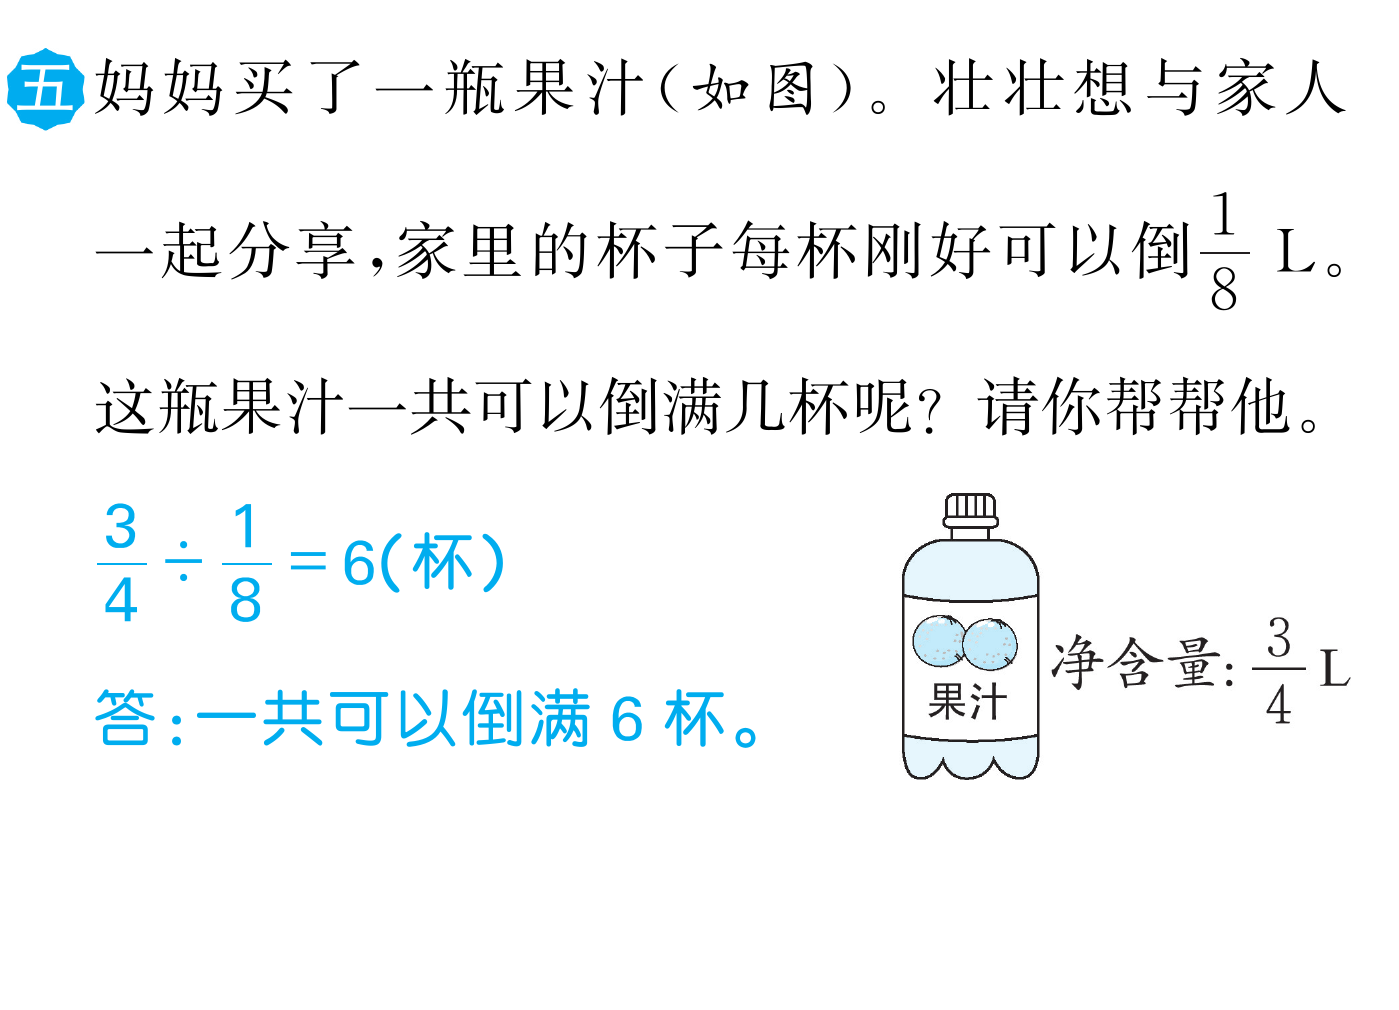 五 妈妈买了一瓶果汁(如图)。壮壮想与家人
一起分享,家里的杯子每杯刚好可以倒1/8 L。
这瓶果汁一共可以倒满几杯呢? 请你帮帮他。
3/4 ÷ 1/8 = 6(杯)
答:一共可以倒满 6 杯。
果汁
净含量: 3/4 L